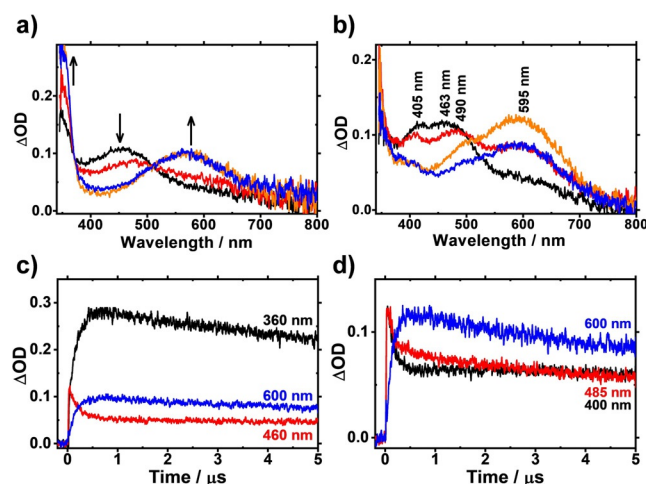 a)
0.2
0.1
0.0
ΔOD
400 500 600 700 800
Wavelength / nm
b)
405 nm
463 nm
490 nm
595 nm
0.2
0.1
0.0
ΔOD
400 500 600 700 800
Wavelength / nm
c)
0.3
0.2
0.1
0.0
ΔOD
360 nm
600 nm
460 nm
0 1 2 3 4 5
Time / μs
d)
0.1
0.0
ΔOD
600 nm
485 nm
400 nm
0 1 2 3 4 5
Time / μs